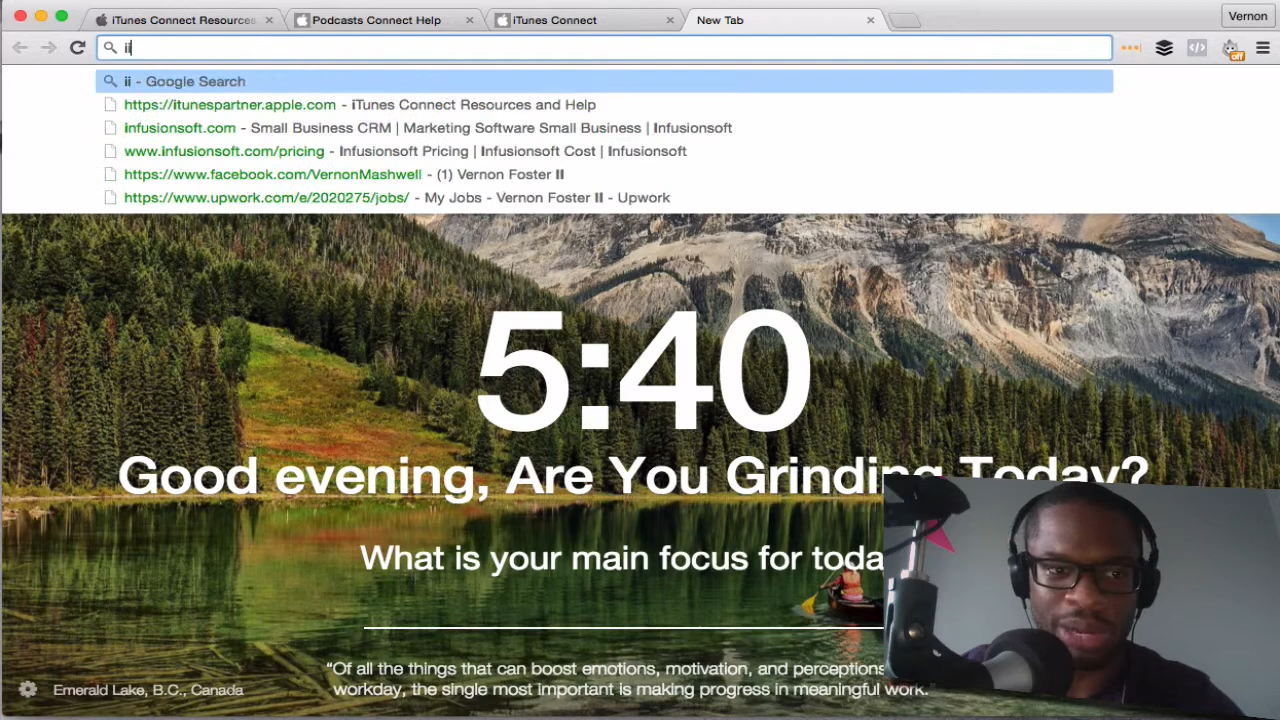 iTunes Connect Resources
Podcasts Connect Help
iTunes Connect
New Tab
Vernon
ii
Off
ii - Google Search
https://itunespartner.apple.com - iTunes Connect Resources and Help
infusionsoft.com - Small Business CRM | Marketing Software Small Business | Infusionsoft
www.infusionsoft.com/pricing - Infusionsoft Pricing | Infusionsoft Cost | Infusionsoft
https://www.facebook.com/VernonMashwell - (1) Vernon Foster II
https://www.upwork.com/e/2020275/jobs/ - My Jobs - Vernon Foster II - Upwork
5:40
Good evening, Are You Grinding Today?
What is your main focus for toda
“Of all the things that can boost emotions, motivation, and perceptions
workday, the single most important is making progress in meaningful work.”
Emerald Lake, B.C., Canada